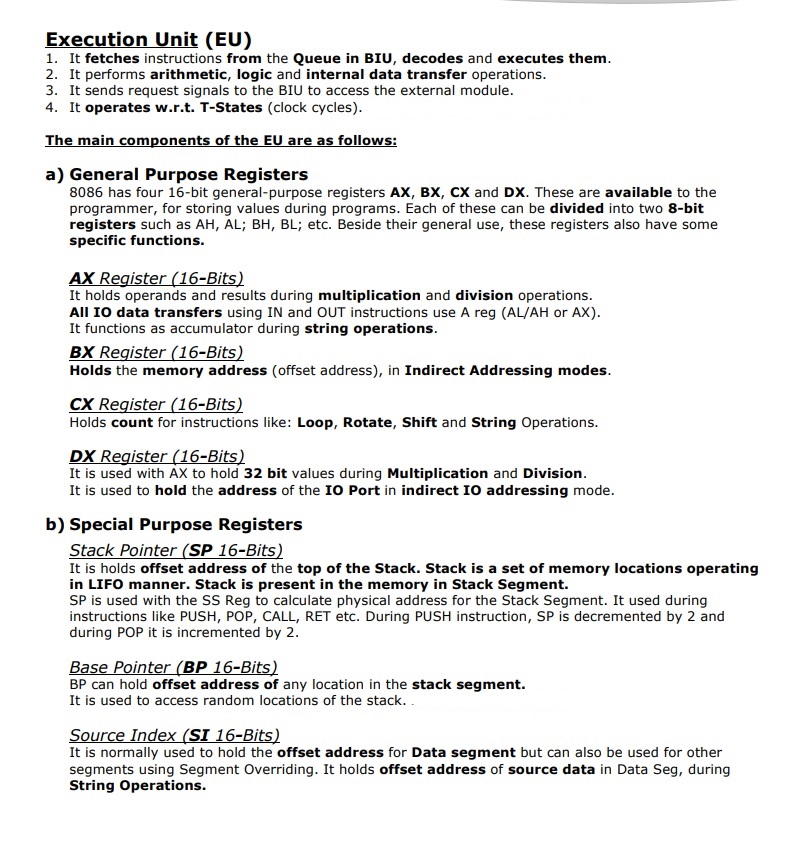 Execution Unit (EU)
1. It fetches instructions from the Queue in BIU, decodes and executes them.
2. It performs arithmetic, logic and internal data transfer operations.
3. It sends request signals to the BIU to access the external module.
4. It operates w.r.t. T-States (clock cycles).
The main components of the EU are as follows:
a) General Purpose Registers
8086 has four 16-bit general-purpose registers AX, BX, CX and DX. These are available to the
programmer, for storing values during programs. Each of these can be divided into two 8-bit
registers such as AH, AL; BH, BL; etc. Beside their general use, these registers also have some
specific functions.
AX Register (16-Bits)
It holds operands and results during multiplication and division operations.
All IO data transfers using IN and OUT instructions use A reg (AL/AH or AX).
It functions as accumulator during string operations.
BX Register (16-Bits)
Holds the memory address (offset address), in Indirect Addressing modes.
CX Register (16-Bits)
Holds count for instructions like: Loop, Rotate, Shift and String Operations.
DX Register (16-Bits)
It is used with AX to hold 32 bit values during Multiplication and Division.
It is used to hold the address of the IO Port in indirect IO addressing mode.
b) Special Purpose Registers
Stack Pointer (SP 16-Bits)
It is holds offset address of the top of the Stack. Stack is a set of memory locations operating
in LIFO manner. Stack is present in the memory in Stack Segment.
SP is used with the SS Reg to calculate physical address for the Stack Segment. It used during
instructions like PUSH, POP, CALL, RET etc. During PUSH instruction, SP is decremented by 2 and
during POP it is incremented by 2.
Base Pointer (BP 16-Bits)
BP can hold offset address of any location in the stack segment.
It is used to access random locations of the stack.
Source Index (SI 16-Bits)
It is normally used to hold the offset address for Data segment but can also be used for other
segments using Segment Overriding. It holds offset address of source data in Data Seg, during
String Operations.